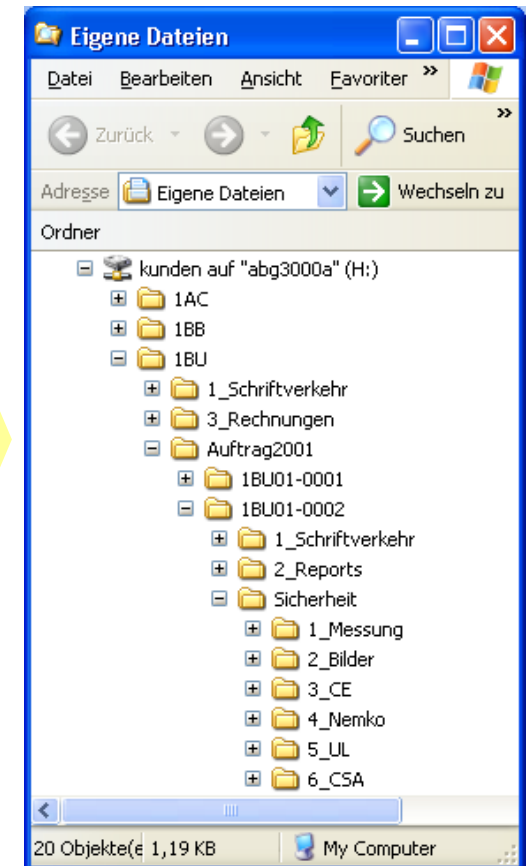 Eigene Dateien
Datei Bearbeiten Ansicht Favoriter »
Zurück Suchen »
Adresse Eigene Dateien Wechseln zu
Ordner
kunden auf "abg3000a" (H:)
1AC
1BB
1BU
1_Schriftverkehr
3_Rechnungen
Auftrag2001
1BU01-0001
1BU01-0002
1_Schriftverkehr
2_Reports
Sicherheit
1_Messung
2_Bilder
3_CE
4_Nemko
5_UL
6_CSA
20 Objekte(e 1,19 KB My Computer